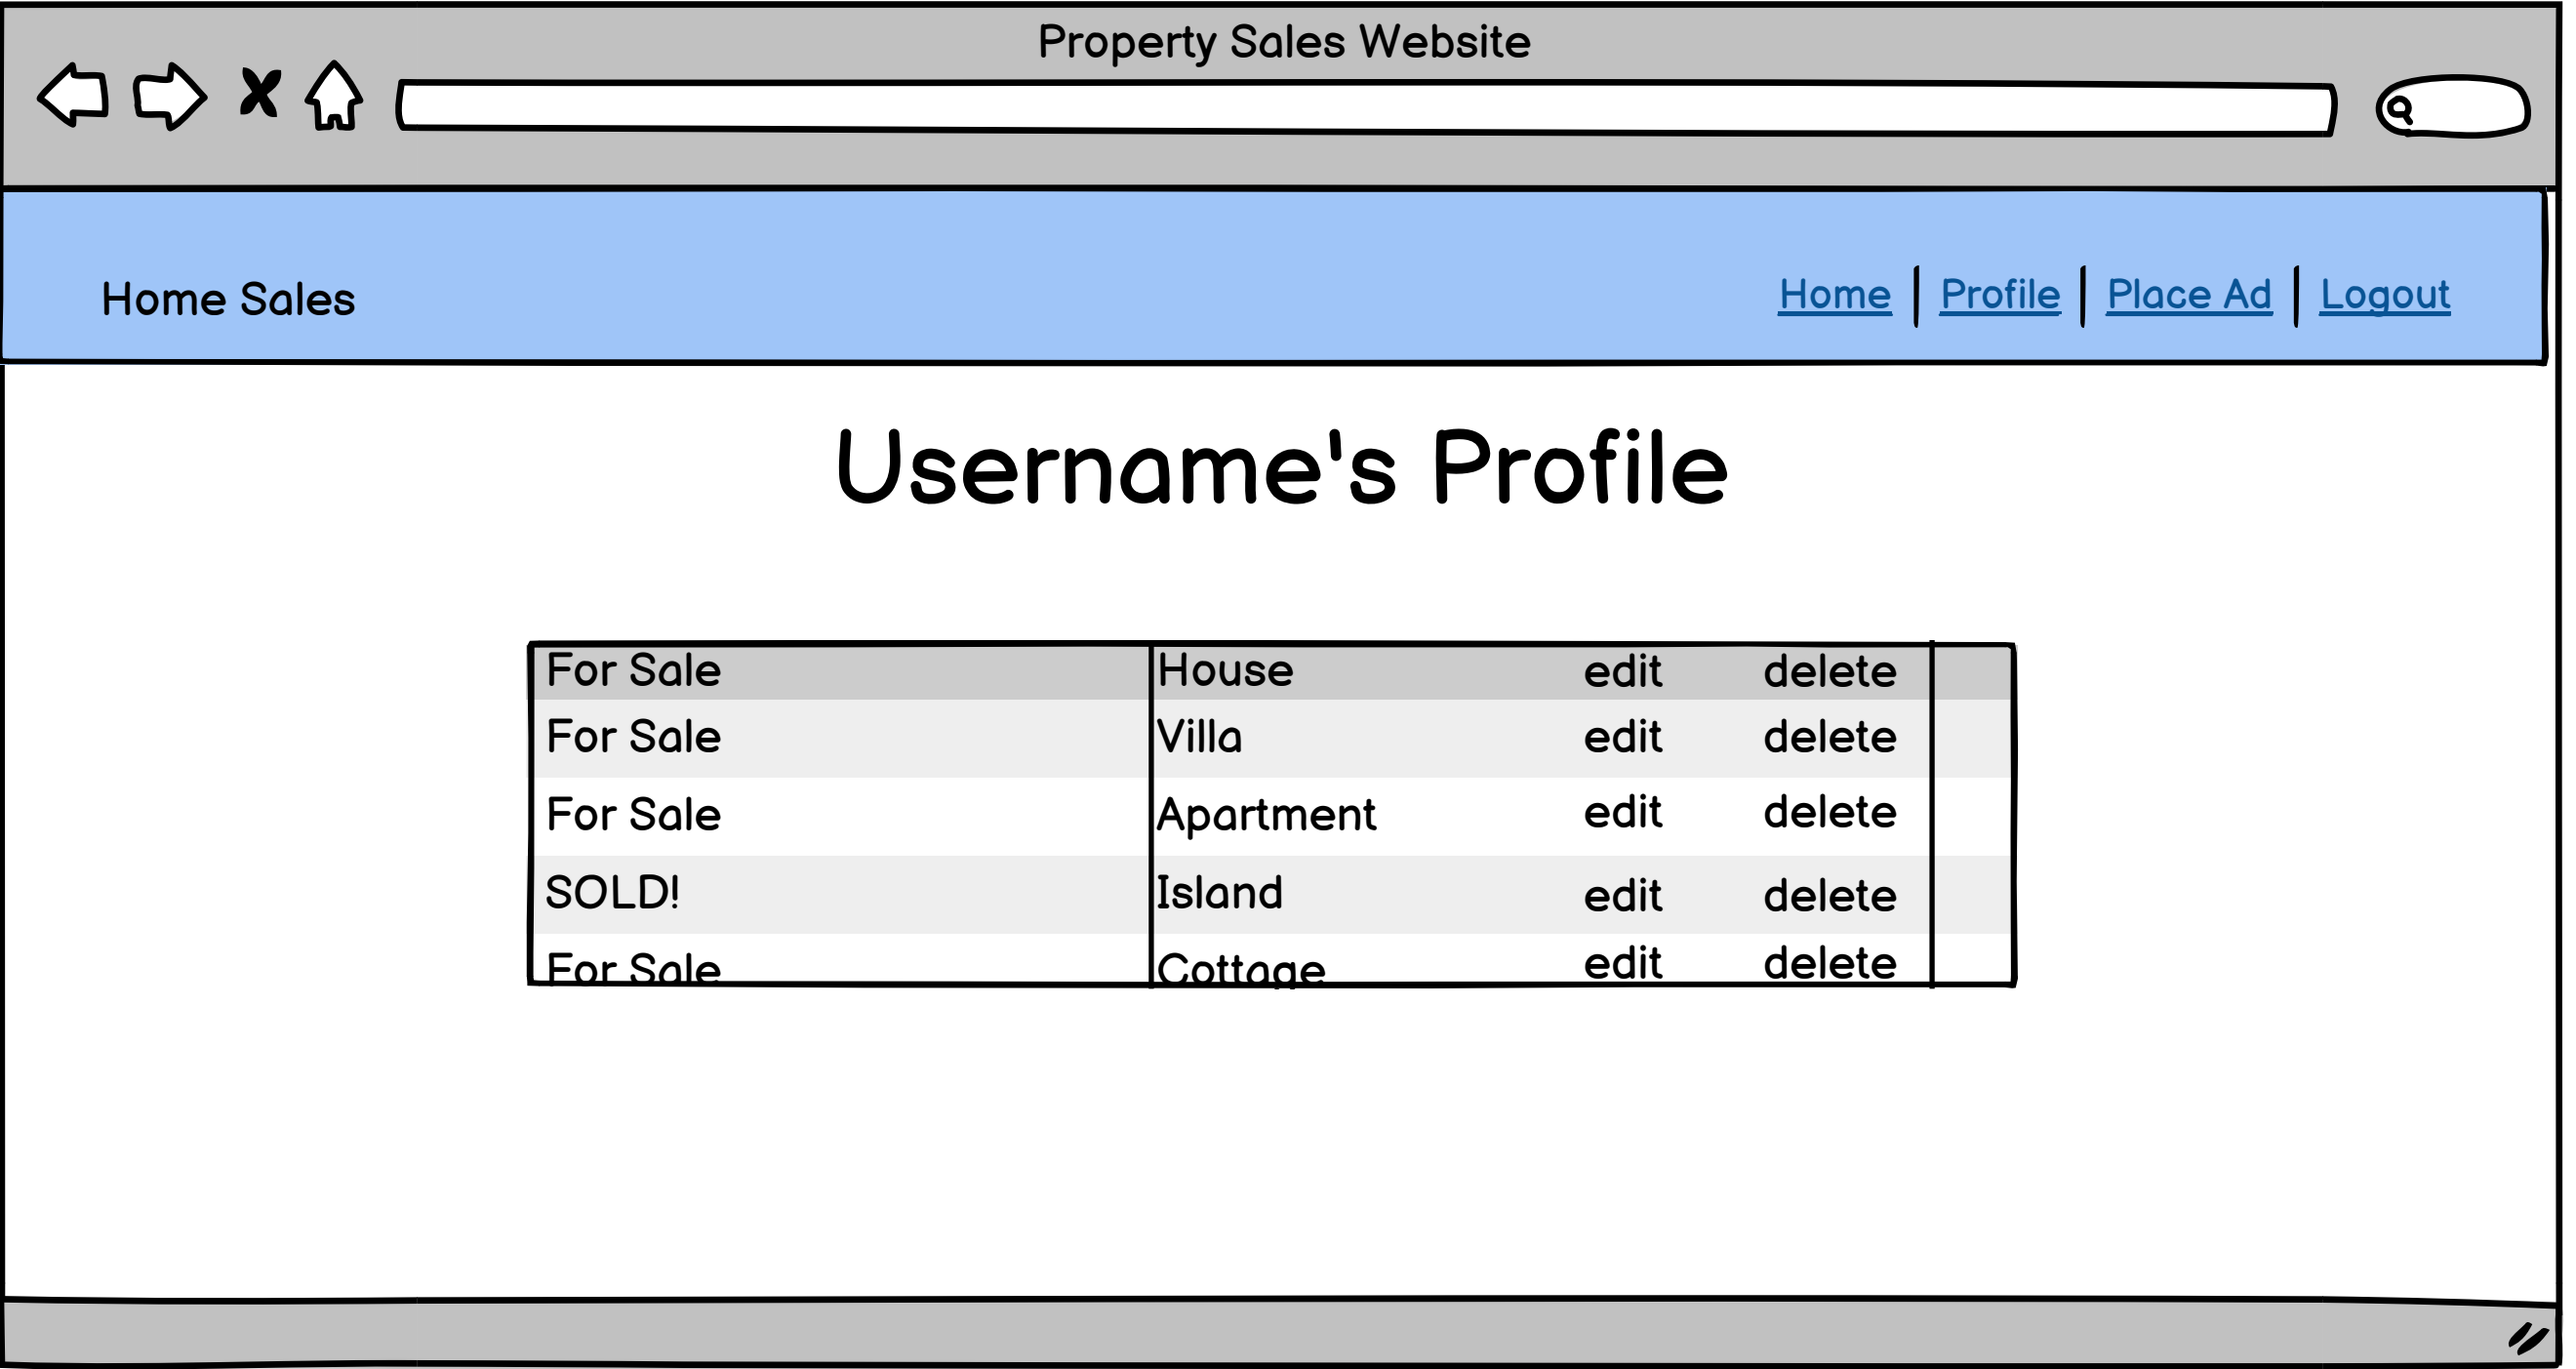 Property Sales Website
Home Sales
Home Profile Place Ad Logout
Username's Profile
For Sale House edit delete
For Sale Villa edit delete
For Sale Apartment edit delete
SOLD! Island edit delete
For Sale Cottage edit delete